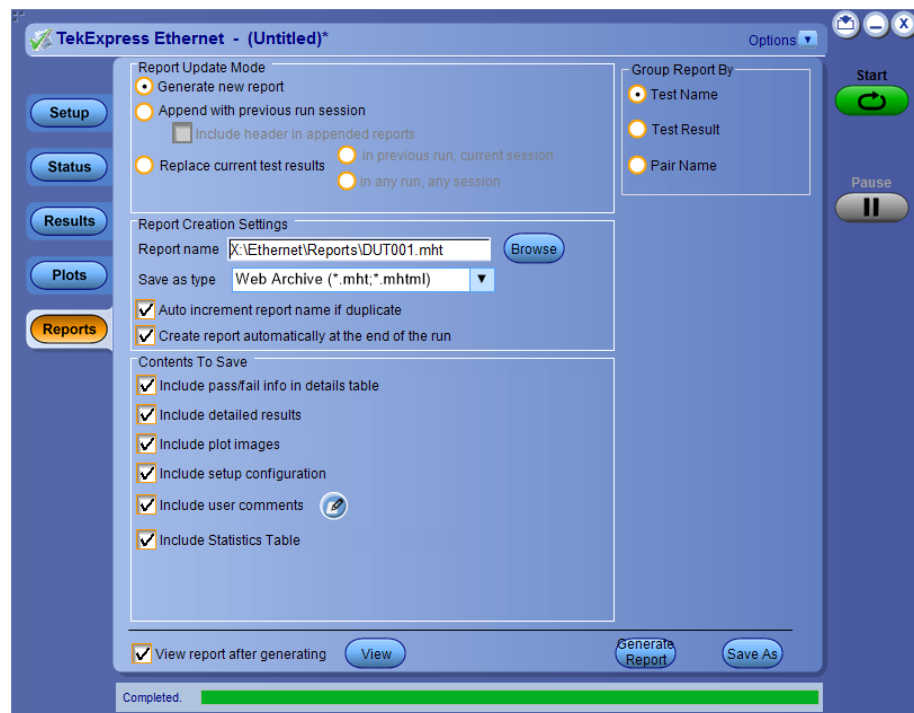 TekExpress Ethernet - (Untitled)*
Options
Setup
Status
Results
Plots
Reports
Report Update Mode
Generate new report
Append with previous run session
Include header in appended reports
Replace current test results
In previous run, current session
In any run, any session
Group Report By
Test Name
Test Result
Pair Name
Start
Pause
Report Creation Settings
Report name X:\Ethernet\Reports\DUT001.mht Browse
Save as type Web Archive (*.mht;*.mhtml)
Auto increment report name if duplicate
Create report automatically at the end of the run
Contents To Save
Include pass/fail info in details table
Include detailed results
Include plot images
Include setup configuration
Include user comments
Include Statistics Table
View report after generating View
Generate
Report
Save As
Completed.